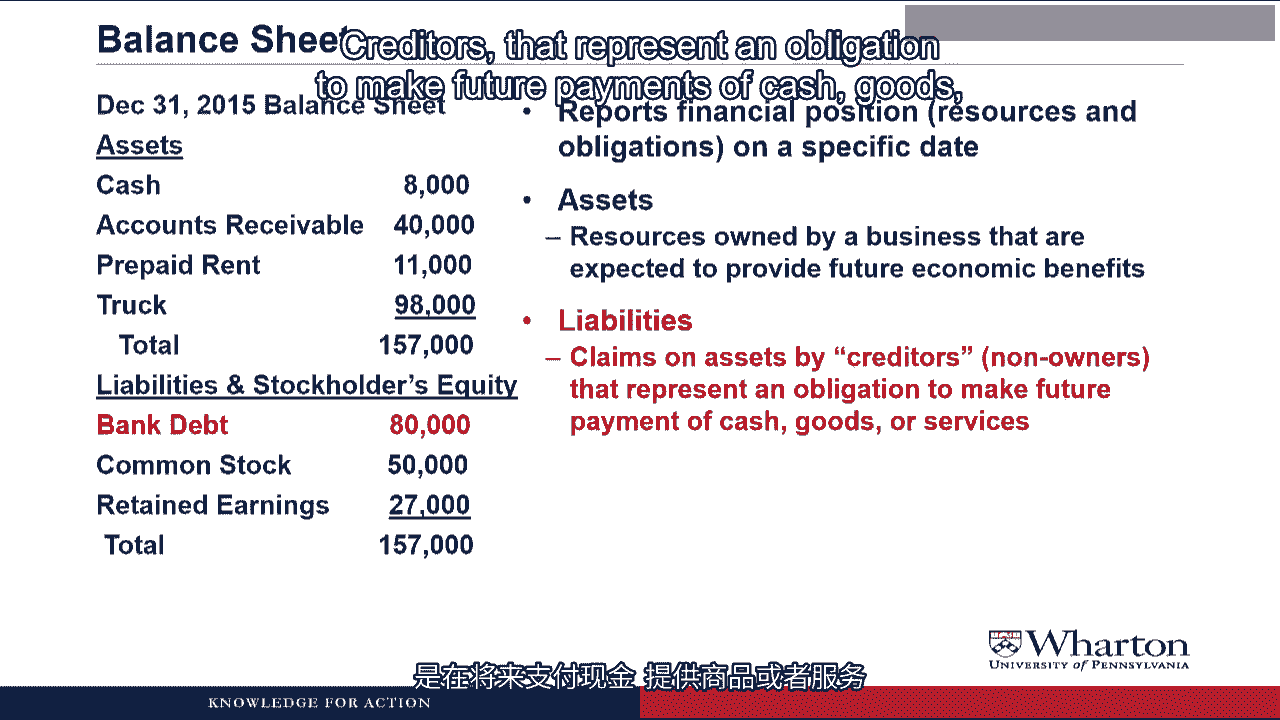 Balance Sheet
Creditors, that represent an obligation
to make future payments of cash, goods,
Dec 31, 2015 Balance Sheet
Assets
Cash 8,000
Accounts Receivable 40,000
Prepaid Rent 11,000
Truck 98,000
Total 157,000
Liabilities & Stockholder’s Equity
Bank Debt 80,000
Common Stock 50,000
Retained Earnings 27,000
Total 157,000
• Reports financial position (resources and
obligations) on a specific date
• Assets
– Resources owned by a business that are
expected to provide future economic benefits
• Liabilities
– Claims on assets by “creditors” (non-owners)
that represent an obligation to make future
payment of cash, goods, or services
Wharton
UNIVERSITY of PENNSYLVANIA
是在将来支付现金 提供商品或者服务
KNOWLEDGE FOR ACTION